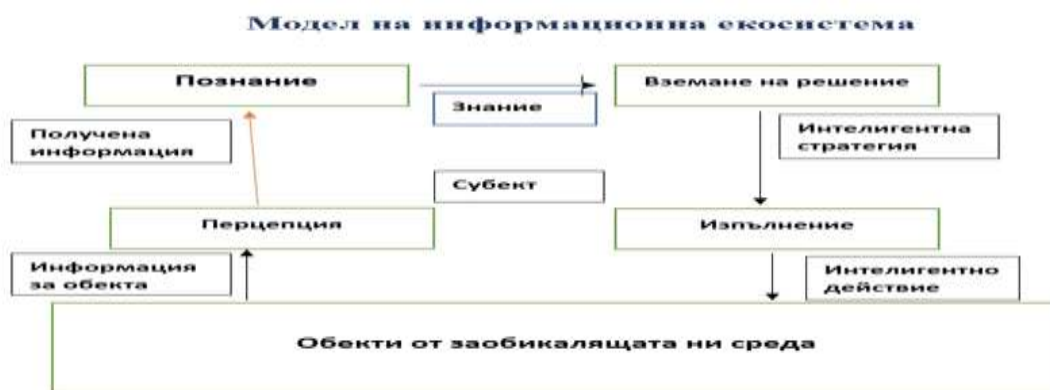 Модел на информационна екосистема
Познание
Вземане на решение
Знание
Получена
информация
Интелигентна
стратегия
Субект
Перцепция
Изпълнение
Информация
за обекта
Интелигентно
действие
Обекти от заобикалящата ни среда